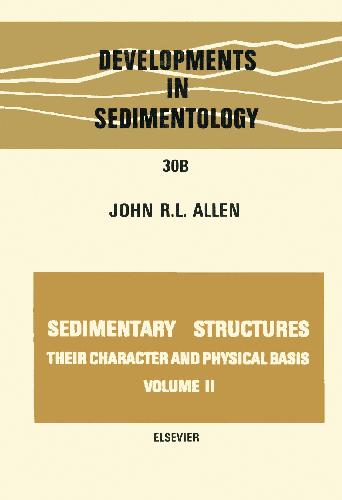 DEVELOPMENTS
IN
SEDIMENTOLOGY
30B
JOHN R.L. ALLEN
SEDIMENTARY STRUCTURES
THEIR CHARACTER AND PHYSICAL BASIS
VOLUME II
ELSEVIER